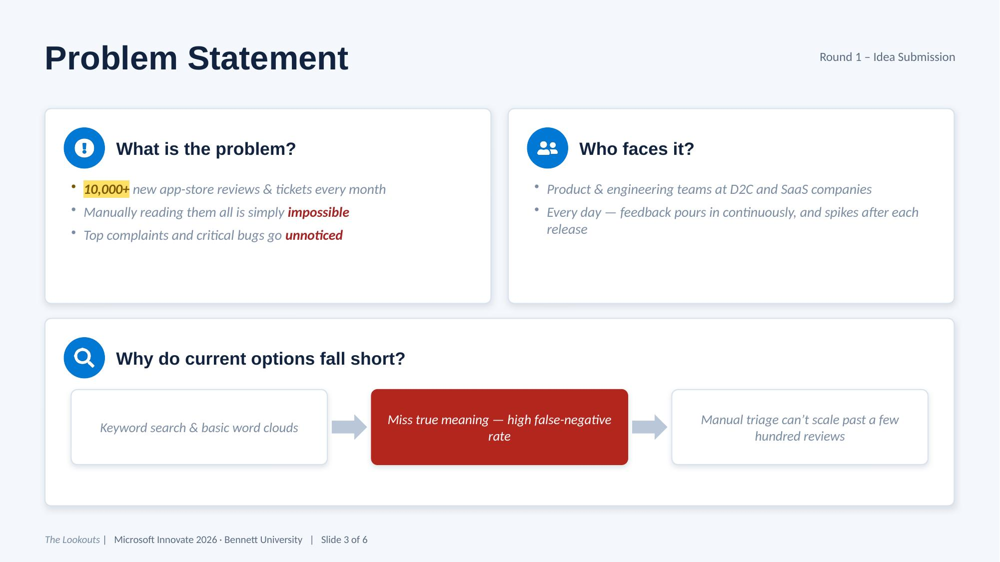 Problem Statement
Round 1 – Idea Submission
What is the problem?
• 10,000+ new app-store reviews & tickets every month
• Manually reading them all is simply impossible
• Top complaints and critical bugs go unnoticed
Who faces it?
• Product & engineering teams at D2C and SaaS companies
• Every day — feedback pours in continuously, and spikes after each
release
Why do current options fall short?
Keyword search & basic word clouds
Miss true meaning — high false-negative
rate
Manual triage can’t scale past a few
hundred reviews
The Lookouts | Microsoft Innovate 2026 · Bennett University | Slide 3 of 6